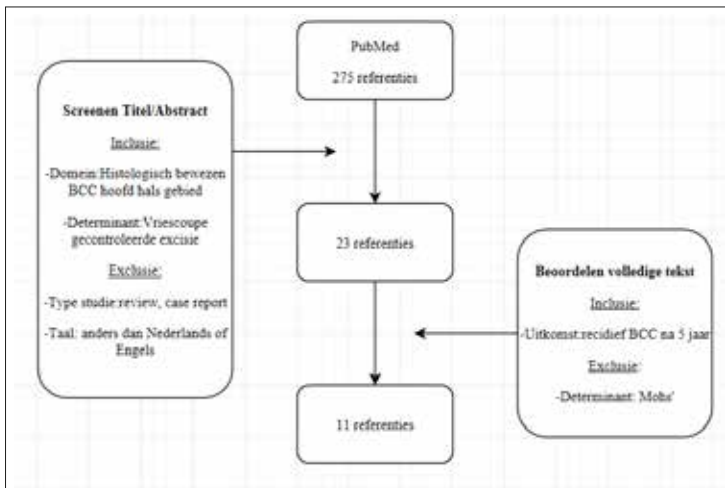 PubMed
275 referenties
Screenen Titel/Abstract
Inclusie:
-Domein:Histologisch bewezen
BCC hoofd hals gebied
-Determinant:Vriescoupe
gecontroleerde excisie
Exclusie:
-Type studie:review, case report
-Taal: anders dan Nederlands of
Engels
23 referenties
Beoordelen volledige tekst
Inclusie:
-Uitkomst:recidief BCC na 5 jaar
Exclusie:
-Determinant: Mohs'
11 referenties